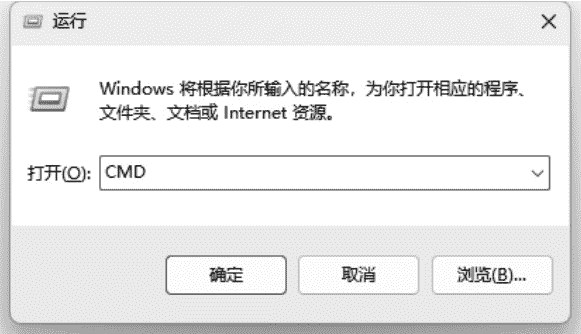 运行
Windows 将根据你所输入的名称，为你打开相应的程序、
文件夹、文档或 Internet 资源。
打开(O): CMD
确定 取消 浏览(B)...